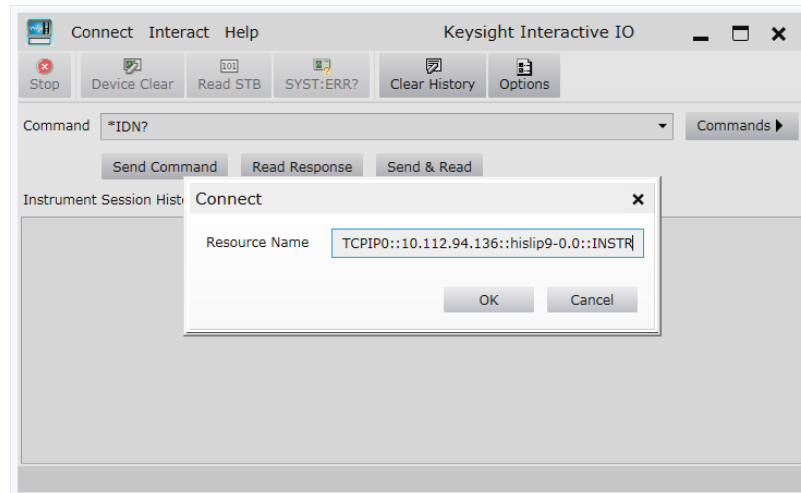 Connect Interact Help Keysight Interactive IO
Stop Device Clear Read STB SYST:ERR? Clear History Options
Command *IDN? Commands
Send Command Read Response Send & Read
Instrument Session Hist
Connect
Resource Name TCPIP0::10.112.94.136::hislip9-0.0::INSTR
OK Cancel